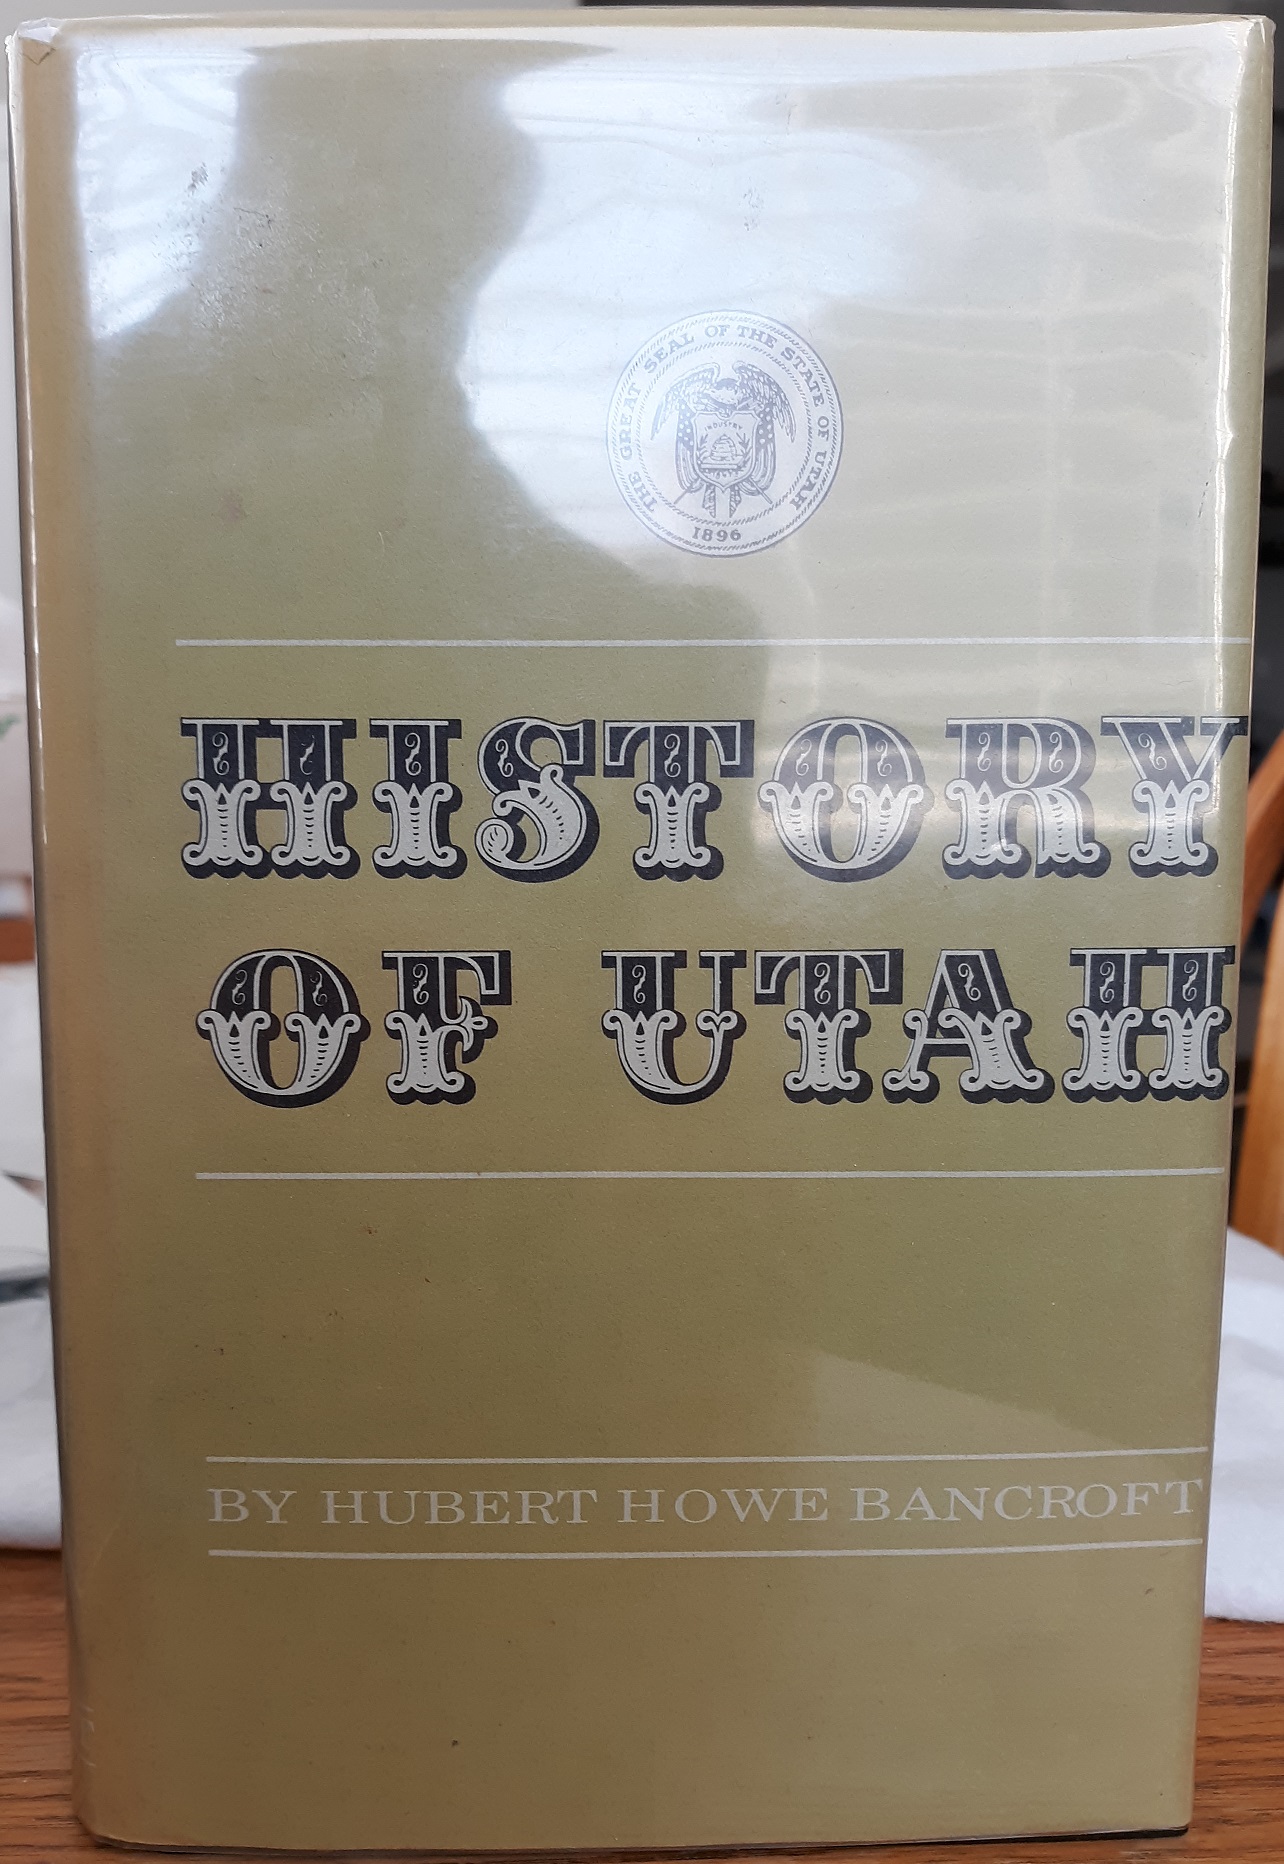 THE GREAT SEAL OF THE STATE OF UTAH
INDUSTRY
1896
HISTORY
OF UTAH
BY HUBERT HOWE BANCROFT